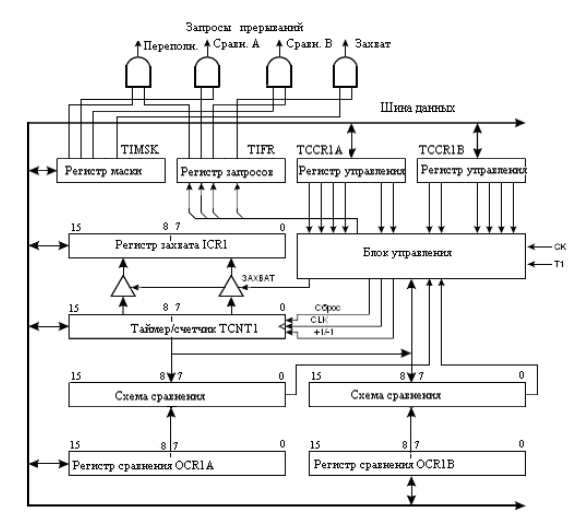 Запросы прерываний
Переполн. Сравн. А Сравн. В Захват
Шина данных
TIMSK TIFR TCCR1A TCCR1B
Регистр маски Регистр запросов Регистр управления Регистр управления
15 8 7 0
Регистр захвата ICR1 Блок управления
CK
T1
ЗАХВАТ
15 8 7 0 Сброс
Таймер/счетчик TCNT1 CLK
+1/-1
15 8 7 0 15 8 7 0
Схема сравнения Схема сравнения
15 8 7 0 15 8 7 0
Регистр сравнения OCR1A Регистр сравнения OCR1B